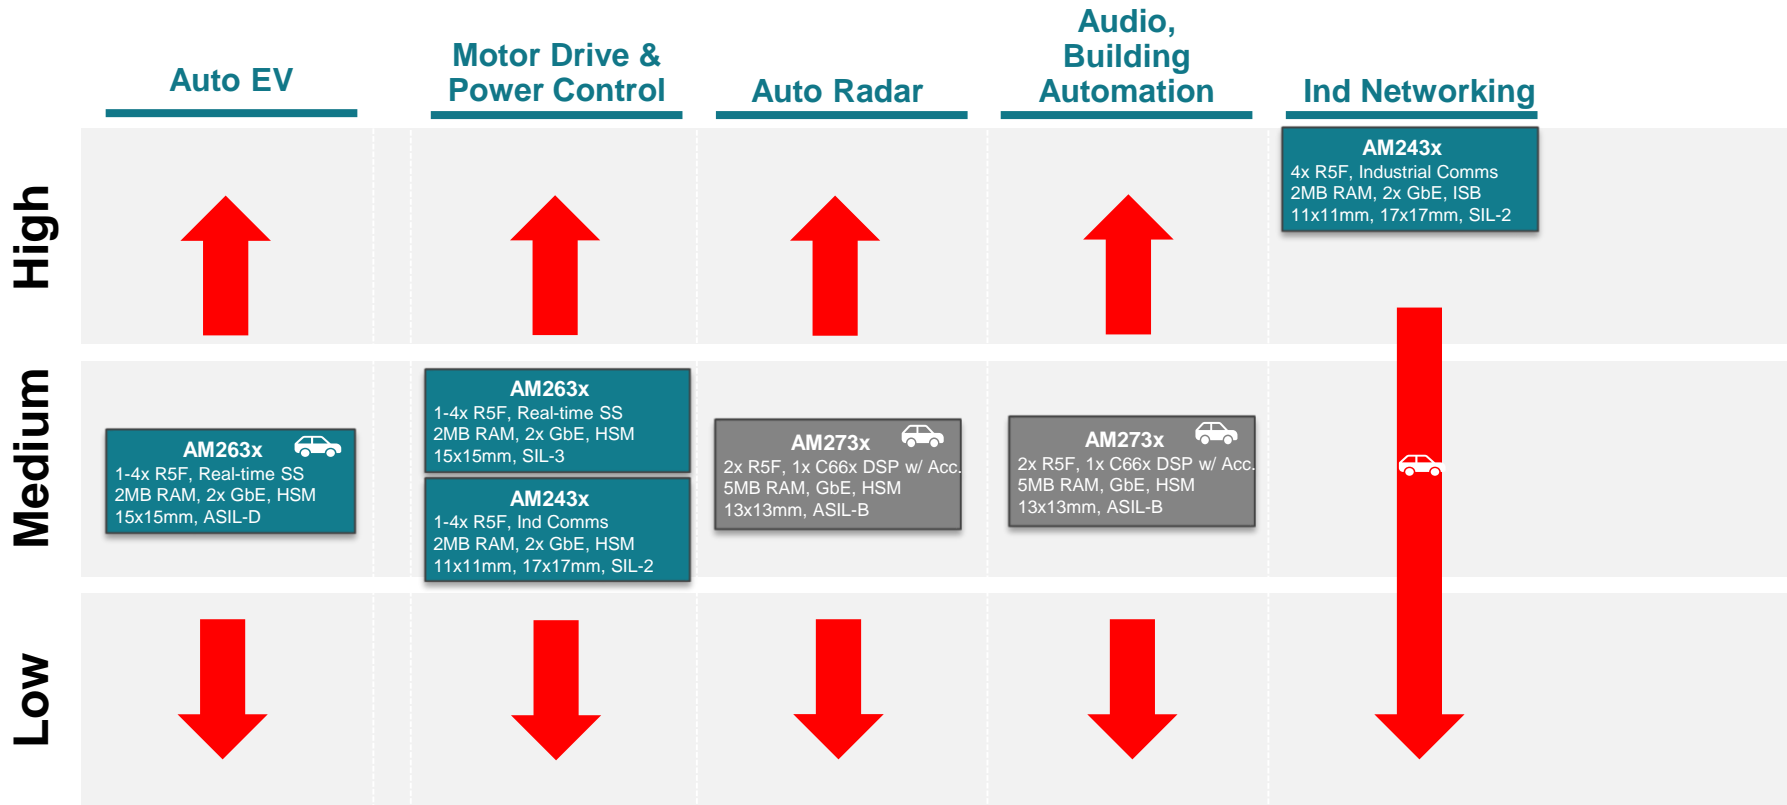 Auto EV
Motor Drive &
Power Control
Auto Radar
Audio,
Building
Automation
Ind Networking
High
AM243x
4x R5F, Industrial Comms
2MB RAM, 2x GbE, ISB
11x11mm, 17x17mm, SIL-2
Medium
AM263x
1-4x R5F, Real-time SS
2MB RAM, 2x GbE, HSM
15x15mm, ASIL-D
AM263x
1-4x R5F, Real-time SS
2MB RAM, 2x GbE, HSM
15x15mm, SIL-3
AM243x
1-4x R5F, Ind Comms
2MB RAM, 2x GbE, HSM
11x11mm, 17x17mm, SIL-2
AM273x
2x R5F, 1x C66x DSP w/ Acc.
5MB RAM, GbE, HSM
13x13mm, ASIL-B
AM273x
2x R5F, 1x C66x DSP w/ Acc.
5MB RAM, GbE, HSM
13x13mm, ASIL-B
Low